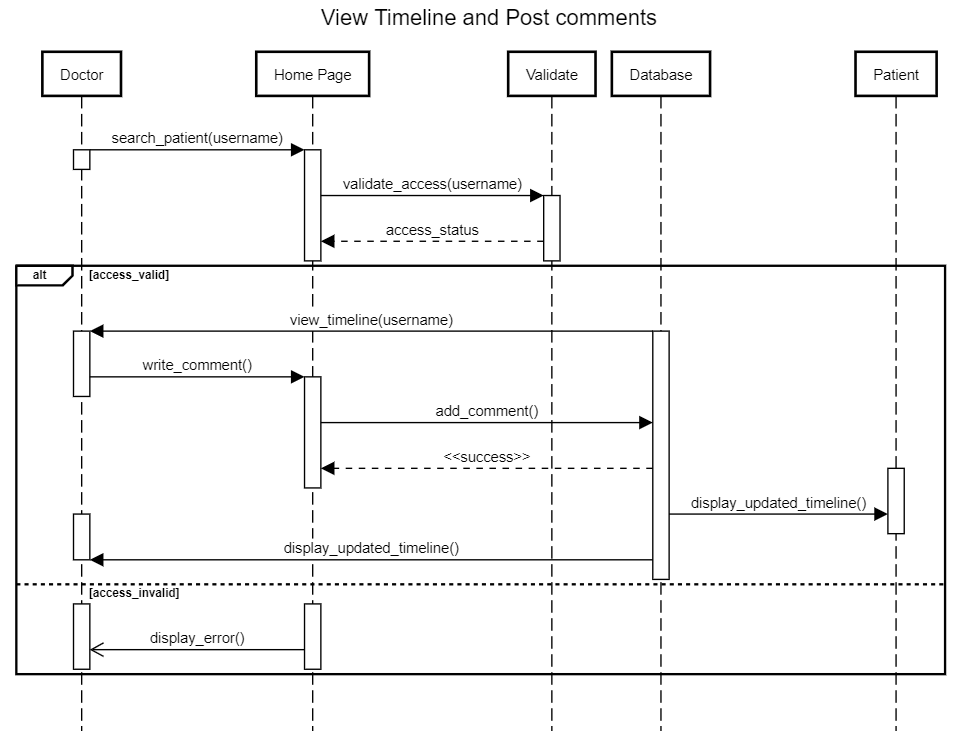 View Timeline and Post comments
Doctor
Home Page
Validate
Database
Patient
search_patient(username)
validate_access(username)
access_status
alt
[access_valid]
view_timeline(username)
write_comment()
add_comment()
<<success>>
display_updated_timeline()
display_updated_timeline()
[access_invalid]
display_error()